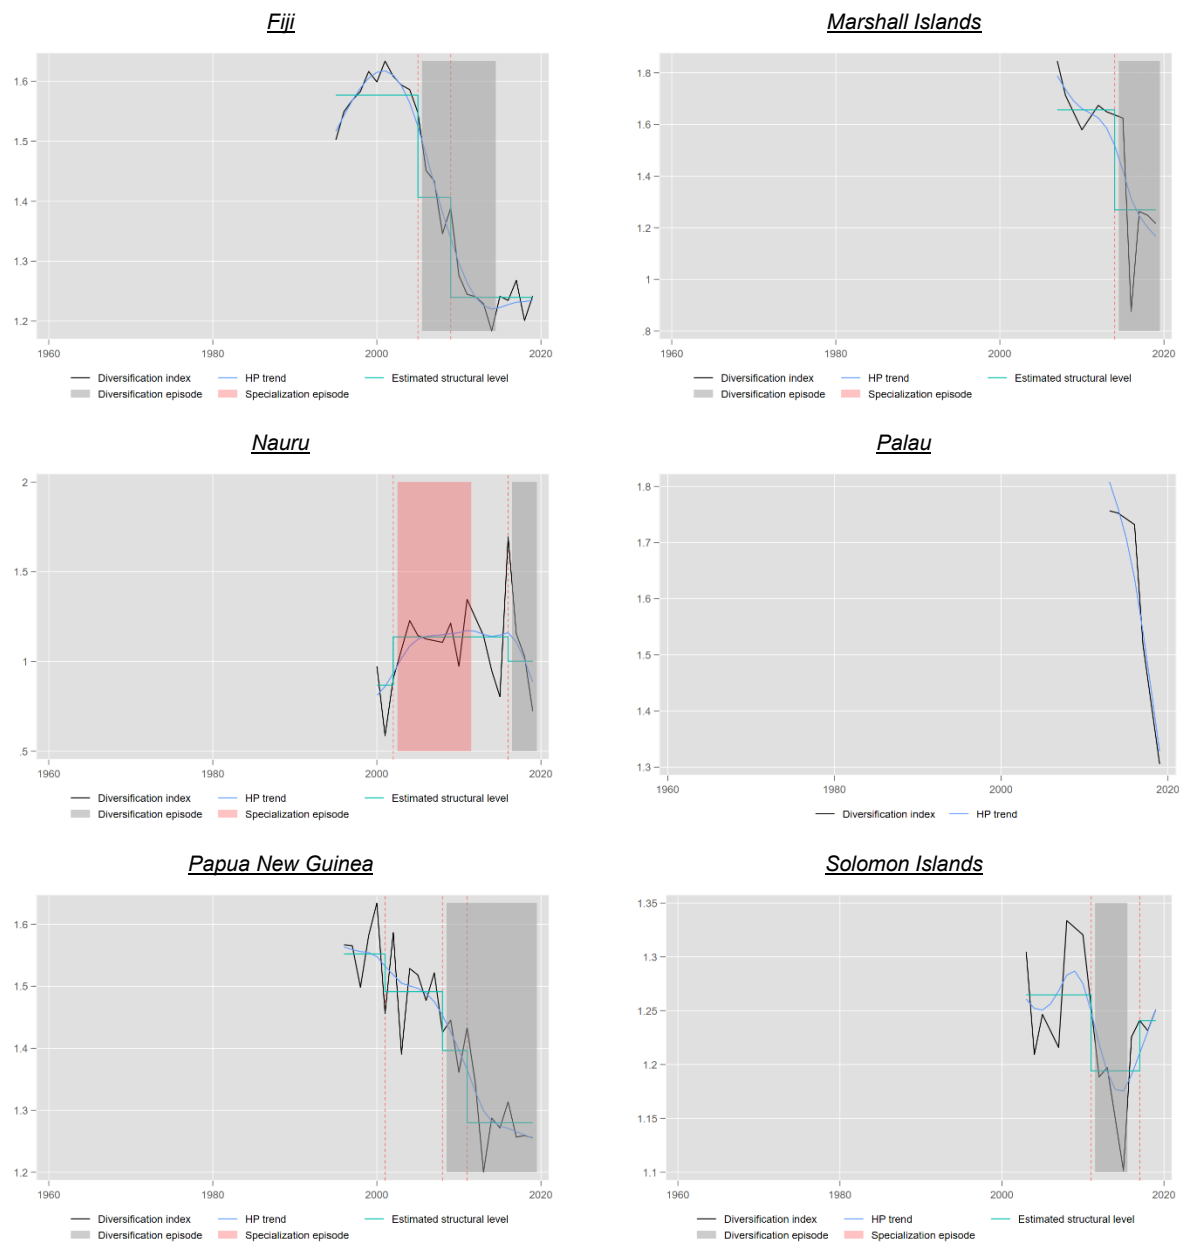 Fiji
1.6
1.5
1.4
1.3
1.2
1960 1980 2000 2020
Diversification index HP trend Estimated structural level
Diversification episode Specialization episode
Marshall Islands
1.8
1.6
1.4
1.2
1
.8
1960 1980 2000 2020
Diversification index HP trend Estimated structural level
Diversification episode Specialization episode
Nauru
2
1.5
1
.5
1960 1980 2000 2020
Diversification index HP trend Estimated structural level
Diversification episode Specialization episode
Palau
1.8
1.7
1.6
1.5
1.4
1.3
1960 1980 2000 2020
Diversification index HP trend
Papua New Guinea
1.6
1.5
1.4
1.3
1.2
1960 1980 2000 2020
Diversification index HP trend Estimated structural level
Diversification episode Specialization episode
Solomon Islands
1.35
1.3
1.25
1.2
1.15
1.1
1960 1980 2000 2020
Diversification index HP trend Estimated structural level
Diversification episode Specialization episode